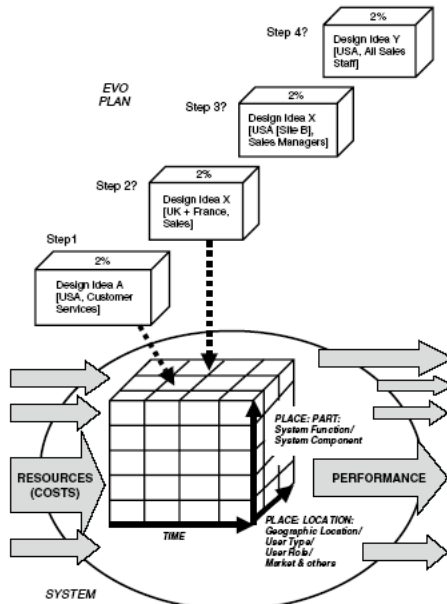 2%
Step 4?
Design Idea Y
[USA, All Sales
Staff]
EVO
PLAN
2%
Step 3?
Design Idea X
[USA [Site B],
Sales Managers]
2%
Step 2?
Design Idea X
[UK + France,
Sales]
Step1
2%
Design Idea A
[USA, Customer
Services]
PLACE: PART:
System Function/
System Component
RESOURCES
(COSTS)
PERFORMANCE
TIME
PLACE: LOCATION:
Geographic Location/
User Type/
User Role/
Market & others
SYSTEM